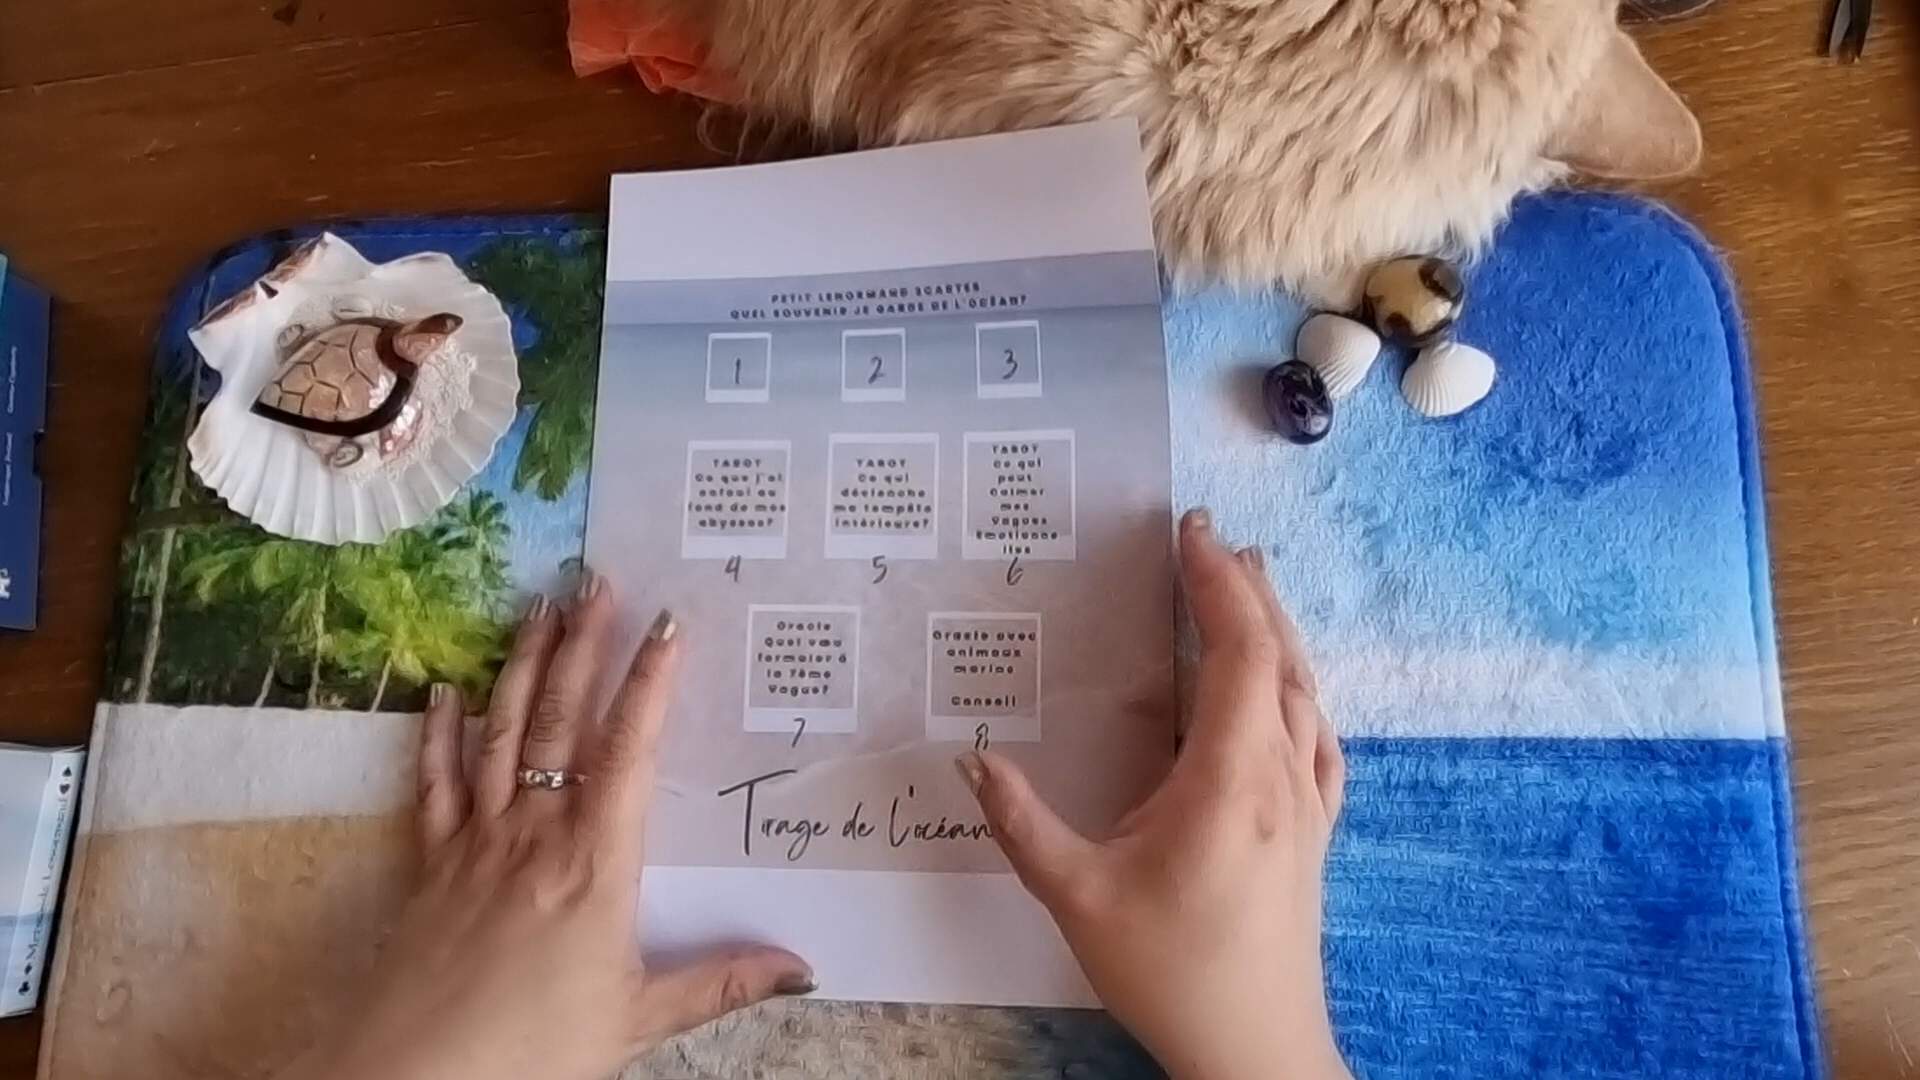 PETIT LENORMAND 3CARTES
QUEL SOUVENIR JE GARDE DE L'OCÉAN?
1
2
3
TAROT
Ce que j'ai
enfoui au
fond de mes
abysses?
4
TAROT
Ce qui
déclenche
ma tempête
intérieure?
5
TAROT
Ce qui
peut
calmer
mes
vagues
émotionne
lles
6
Oracle
Quel vœu
formuler à
la 7ème
vague?
7
Oracle avec
animaux
marins
Conseil
8
Tirage de l'océan
Lenormand